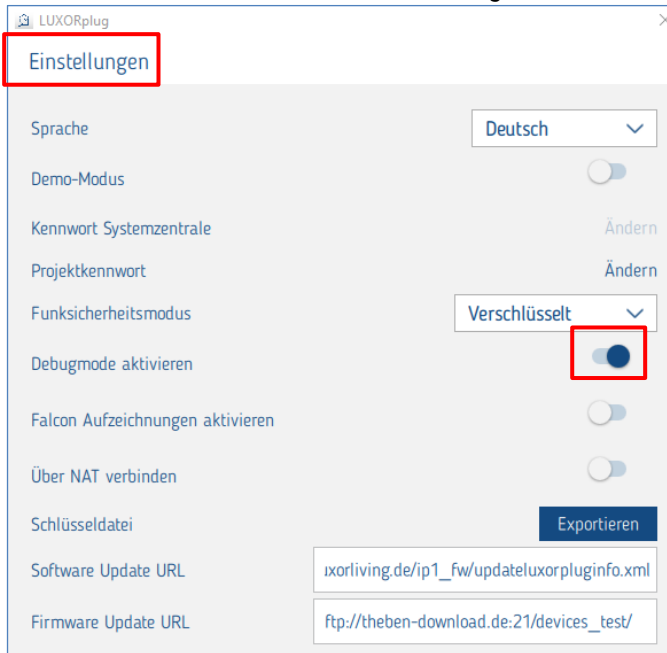 LUXORplug
Einstellungen
Sprache Deutsch
Demo-Modus
Kennwort Systemzentrale Ändern
Projektkennwort Ändern
Funksicherheitsmodus Verschlüsselt
Debugmode aktivieren
Falcon Aufzeichnungen aktivieren
Über NAT verbinden
Schlüsseldatei Exportieren
Software Update URL uxorliving.de/ip1_fw/updateluxorpluginfo.xml
Firmware Update URL ftp://theben-download.de:21/devices_test/